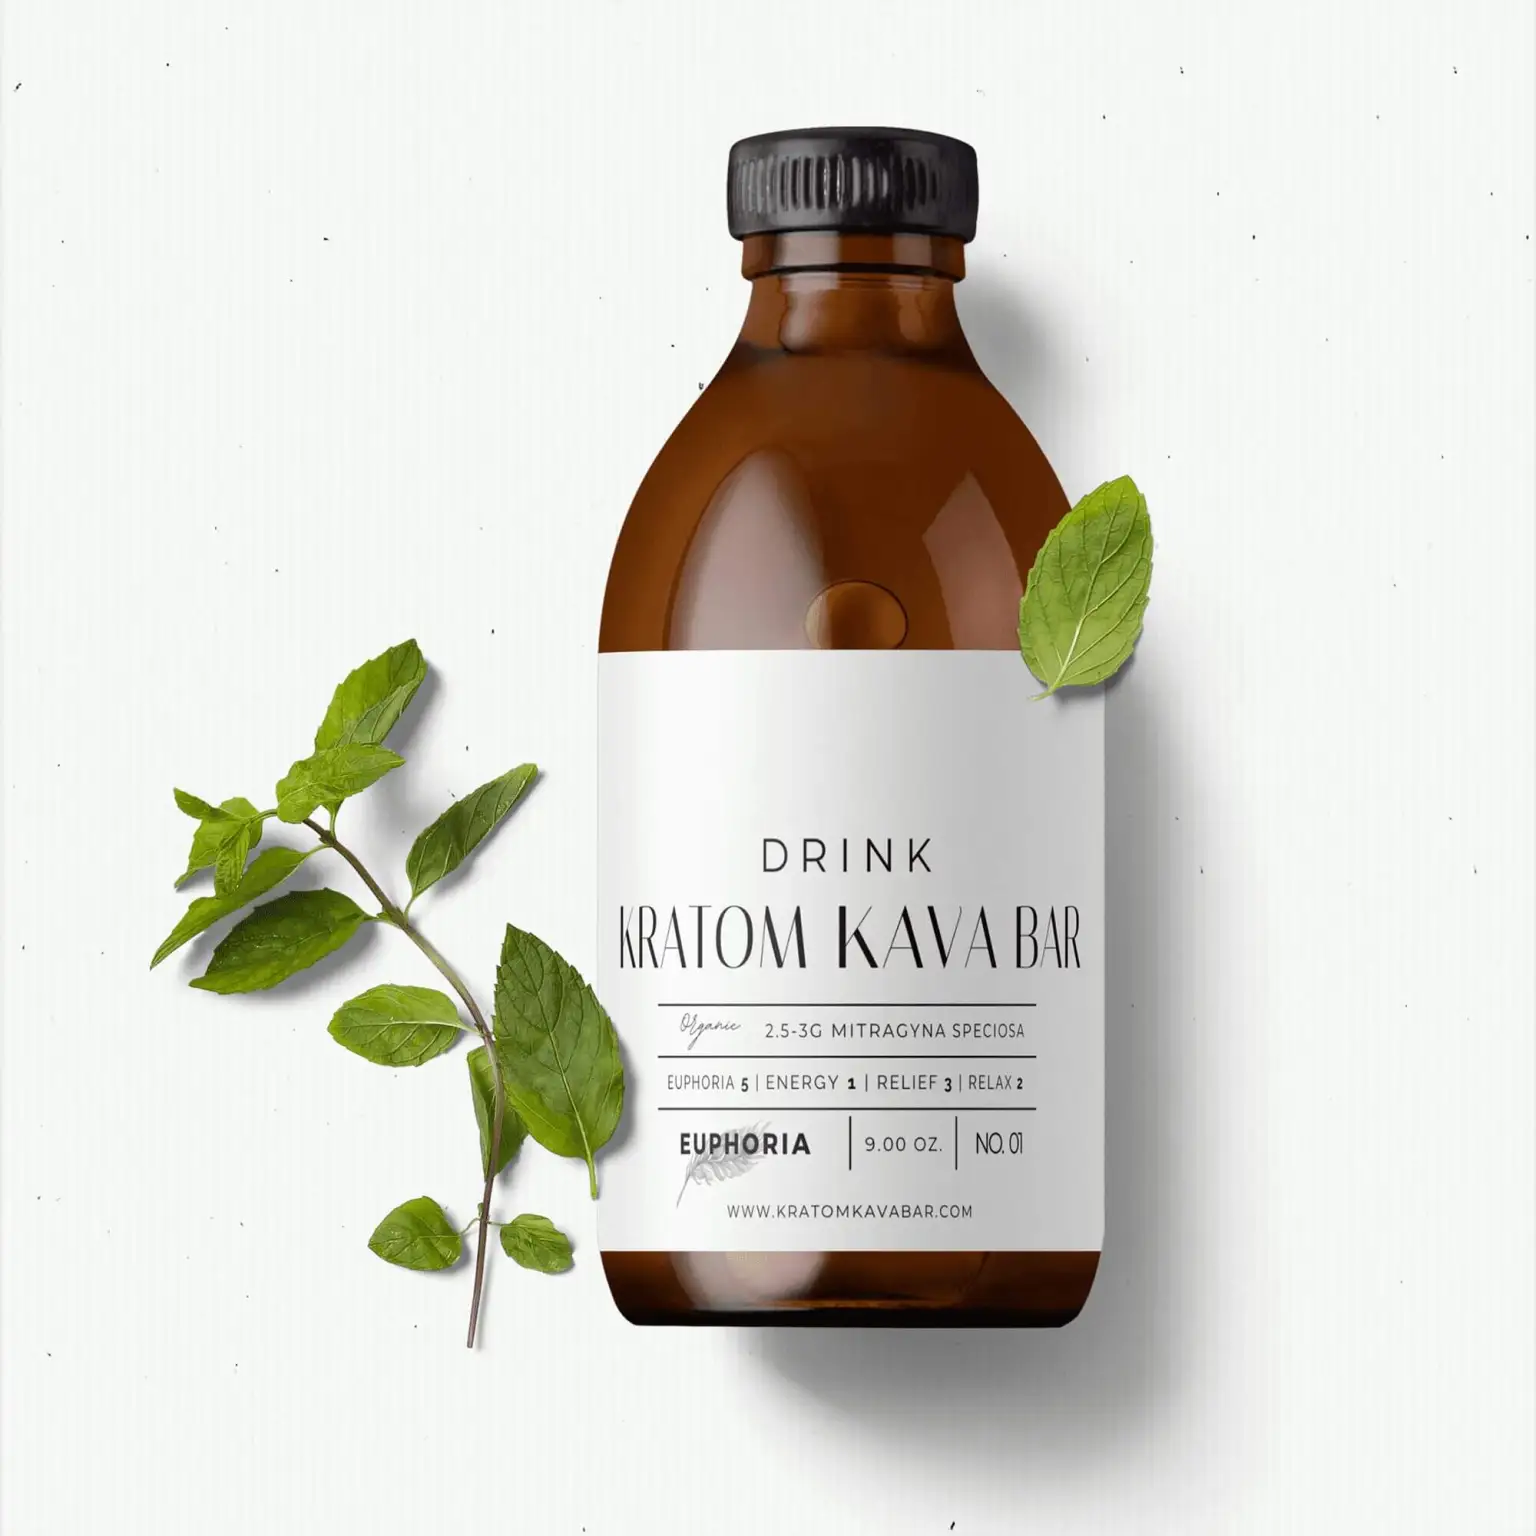 DRINK
KRATOM KAVA BAR
Organic 2.5-3G MITRAGYNA SPECIOSA
EUPHORIA 5 | ENERGY 1 | RELIEF 3 | RELAX 2
EUPHORIA | 9.00 OZ. | NO. 01
WWW.KRATOMKAVABAR.COM